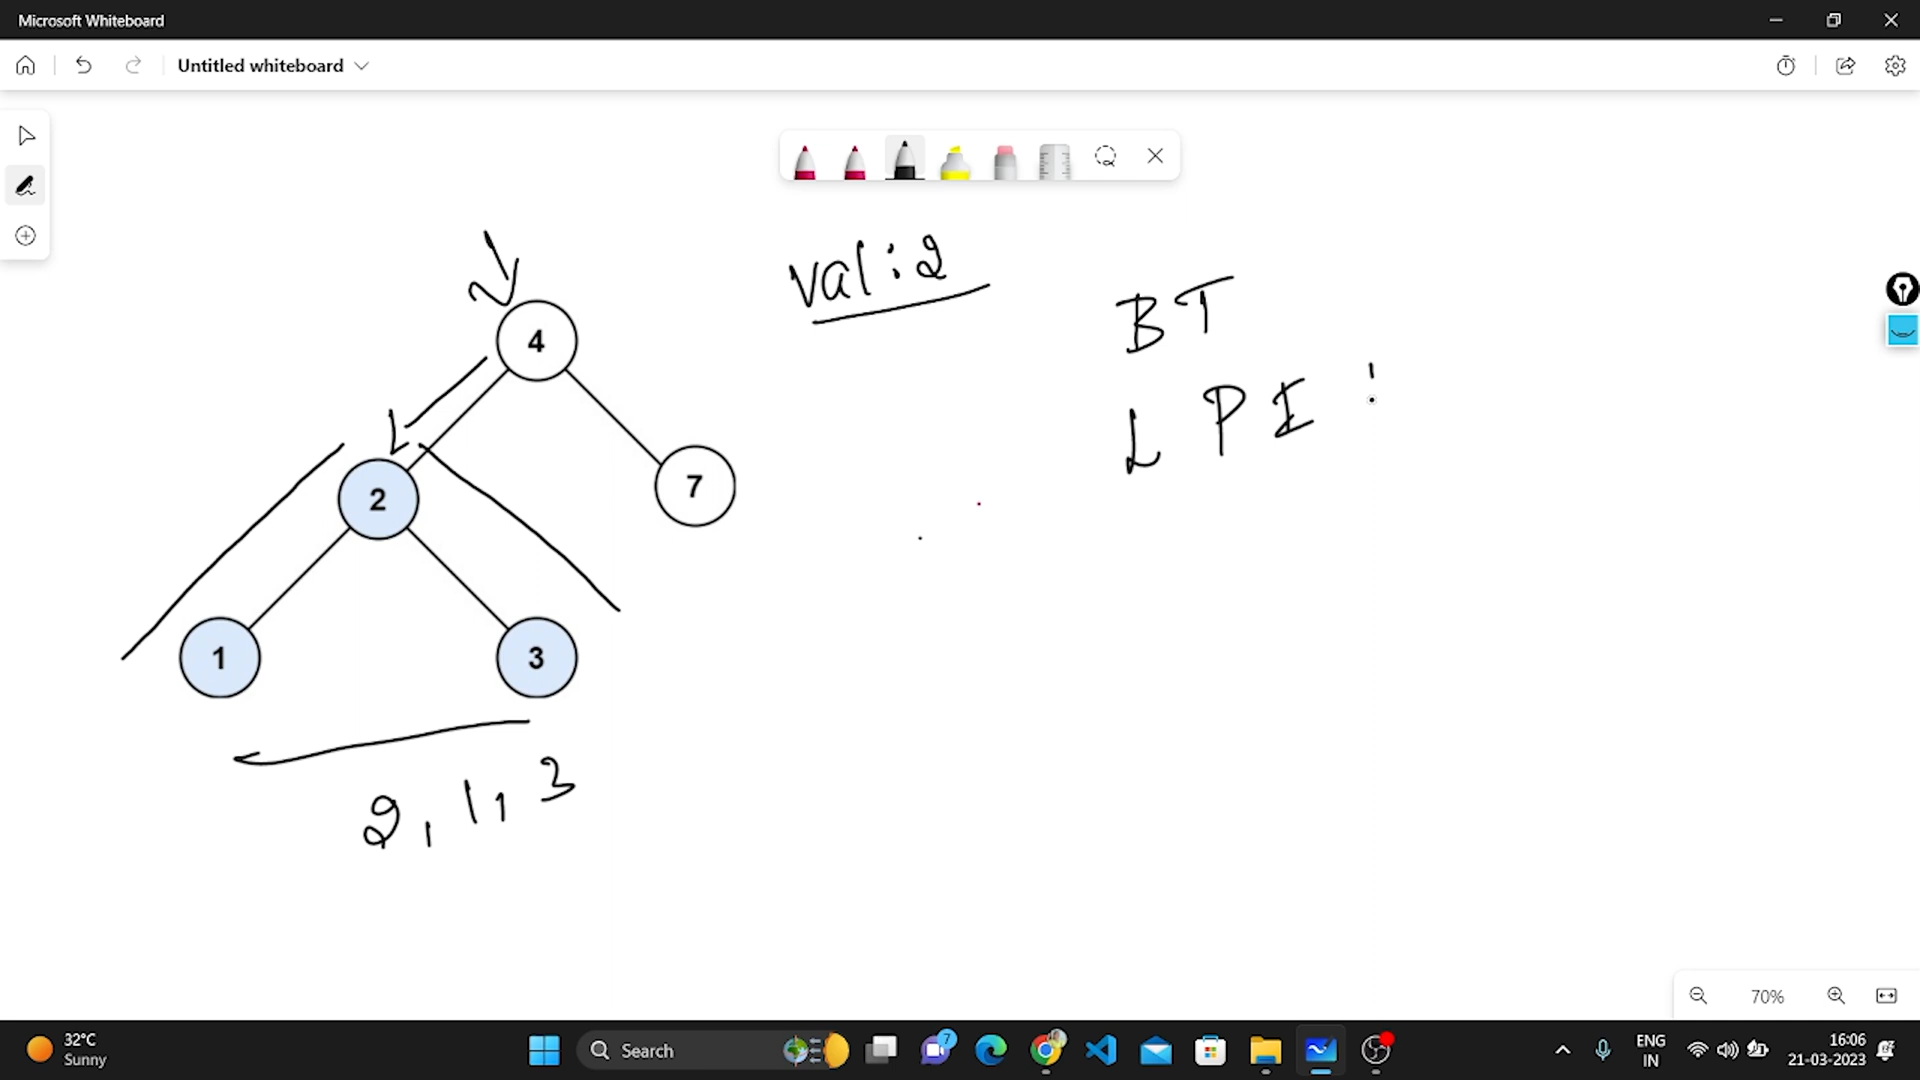 Microsoft Whiteboard
Untitled whiteboard
val : 2
BT
4
L P I :
2
7
1
3
2, 1, 3
70%
32°C
Sunny
Search
7
ENG
IN
16:06
21-03-2023